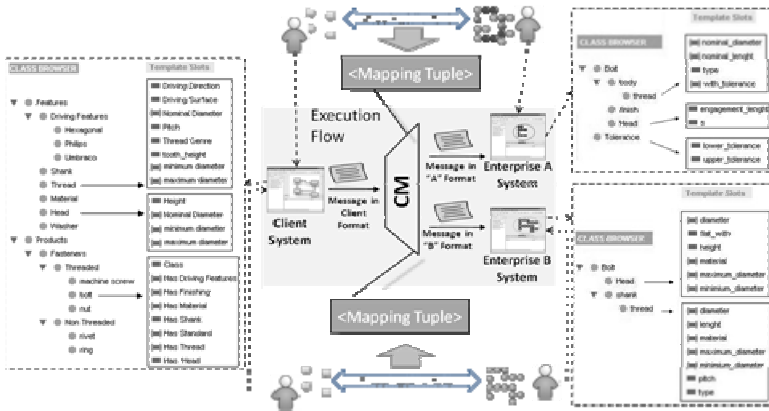 CLASS BROWSER
Template Slots
Features
Driving Features
Hexagonal
Philips
Umbraco
Shank
Thread
Material
Head
Washer
Products
Fasteners
Threaded
machine screw
bolt
nut
Non Threaded
rivet
ring
Driving Direction
Driving Surface
Nominal Diameter
Pitch
Thread Genre
tooth_height
minimum diameter
maximum diameter
Height
Nominal Diameter
minimum diameter
maximum diameter
Class
Has Driving Features
Has Finishing
Has Material
Has Shank
Has Standard
Has Thread
Has Head
<Mapping Tuple>
Execution
Flow
Client
System
Message in
Client
Format
CM
Message in
"A" Format
Enterprise A
System
Message in
"B" Format
Enterprise B
System
<Mapping Tuple>
CLASS BROWSER
Template Slots
Bolt
body
thread
finish
Head
Tolerance
nominal_diameter
nominal_lenght
type
with_tolerance
engagement_lenght
s
lower_tolerance
upper_tolerance
CLASS BROWSER
Template Slots
Bolt
Head
shank
thread
diameter
flat_with
height
material
maximum_diameter
minimium_diameter
diameter
lenght
material
maximum_diameter
minimium_diameter
pitch
type